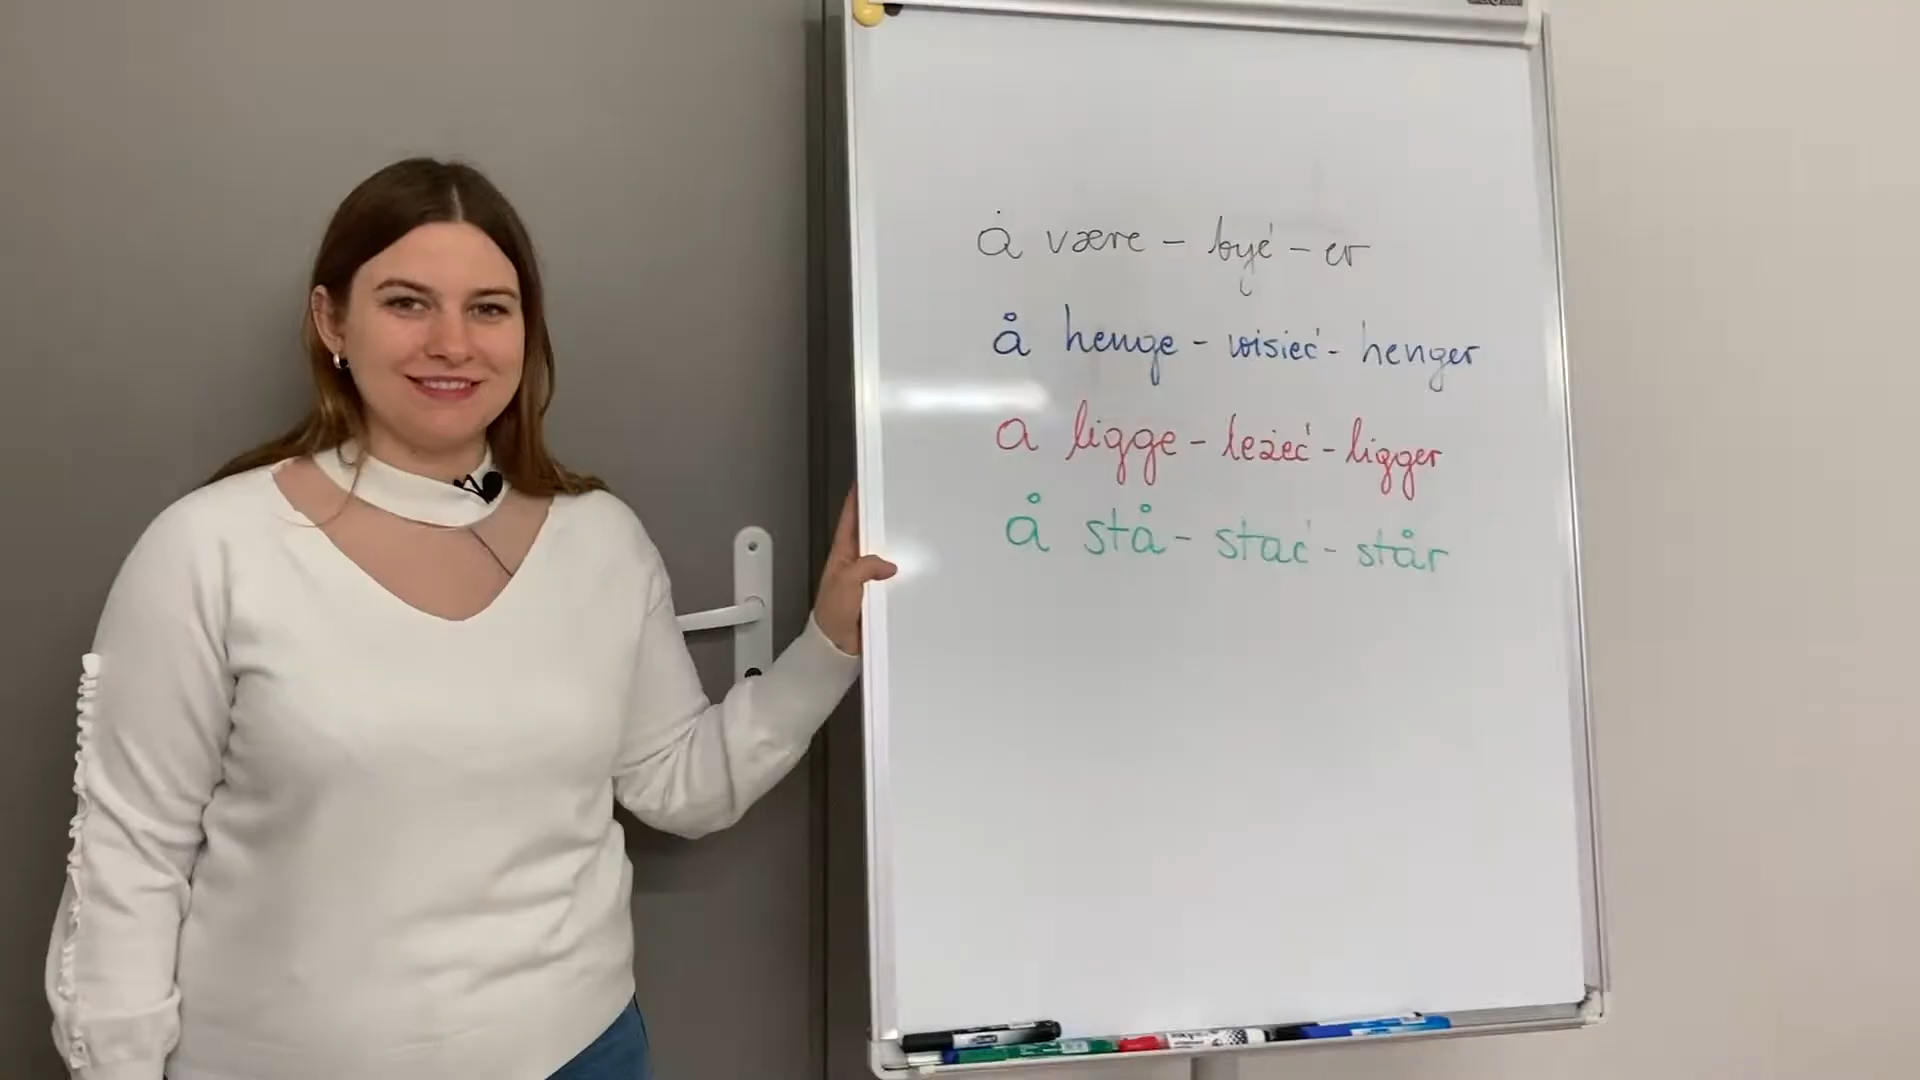 å være - być - er
å henge - wisieć - henger
a ligge - leżeć - ligger
å stå - stać - står